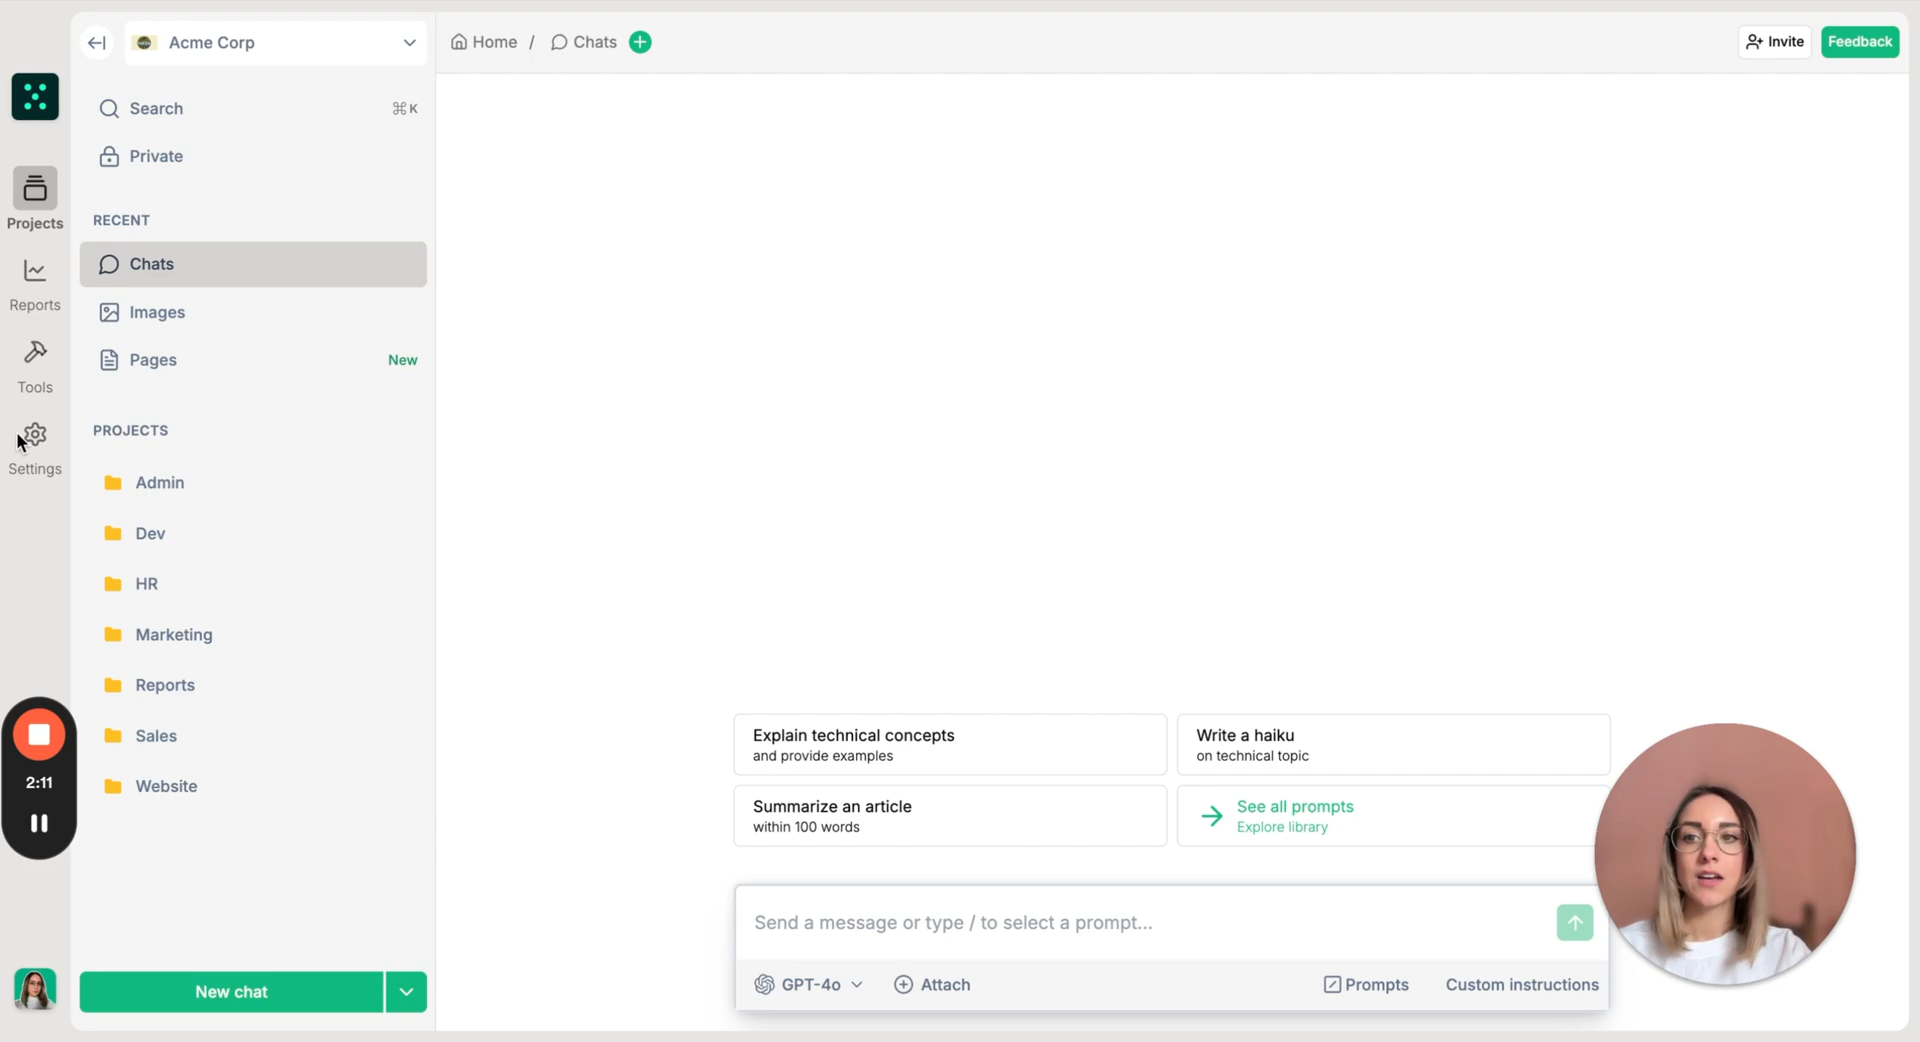 Acme Corp
Home / Chats
Invite
Feedback
Search
⌘K
Private
Projects
RECENT
Chats
Images
Reports
Pages
New
Tools
PROJECTS
Settings
Admin
Dev
HR
Marketing
Reports
Sales
Website
2:11
New chat
Explain technical concepts
and provide examples
Write a haiku
on technical topic
Summarize an article
within 100 words
See all prompts
Explore library
Send a message or type / to select a prompt...
GPT-4o
Attach
Prompts
Custom instructions